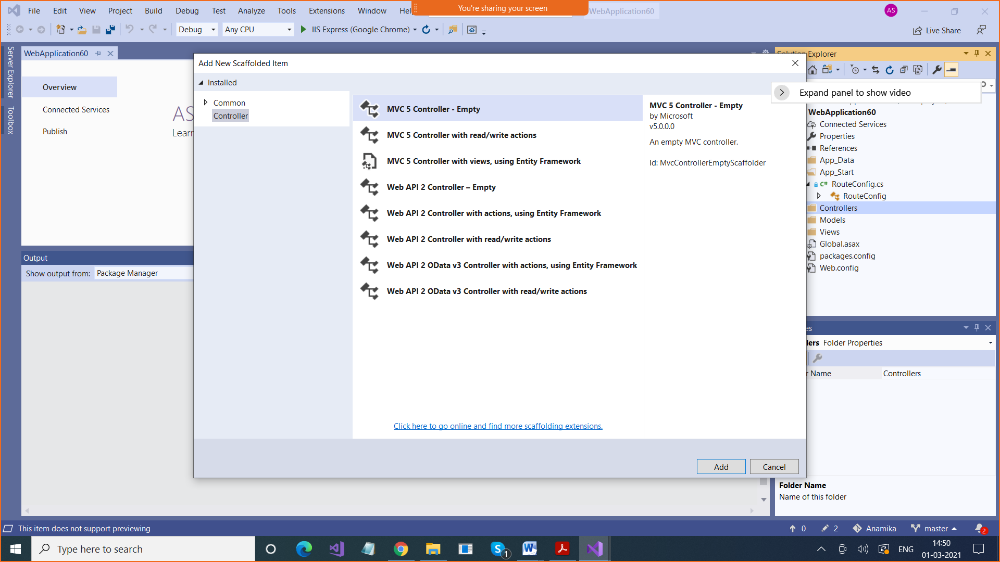 File Edit View Project Build Debug Test Analyze Tools Extensions Window Hel
You're sharing your screen
WebApplication60
AS
Debug Any CPU IIS Express (Google Chrome)
Live Share
Server Explorer
Toolbox
WebApplication60
Overview
Connected Services
Publish
AS
Learn
Output
Show output from: Package Manager
Add New Scaffolded Item
Installed
Common
Controller
MVC 5 Controller - Empty
MVC 5 Controller with read/write actions
MVC 5 Controller with views, using Entity Framework
Web API 2 Controller – Empty
Web API 2 Controller with actions, using Entity Framework
Web API 2 Controller with read/write actions
Web API 2 OData v3 Controller with actions, using Entity Framework
Web API 2 OData v3 Controller with read/write actions
Click here to go online and find more scaffolding extensions.
MVC 5 Controller - Empty
by Microsoft
v5.0.0.0
An empty MVC controller.
Id: MvcControllerEmptyScaffolder
Add
Cancel
Solution Explorer
Expand panel to show video
WebApplication60
Connected Services
Properties
References
App_Data
App_Start
C# RouteConfig.cs
RouteConfig
Controllers
Models
Views
Global.asax
packages.config
Web.config
es
lers Folder Properties
r Name Controllers
Folder Name
Name of this folder
This item does not support previewing
0 2 Anamika master 2
Type here to search
1
ENG
14:50
01-03-2021